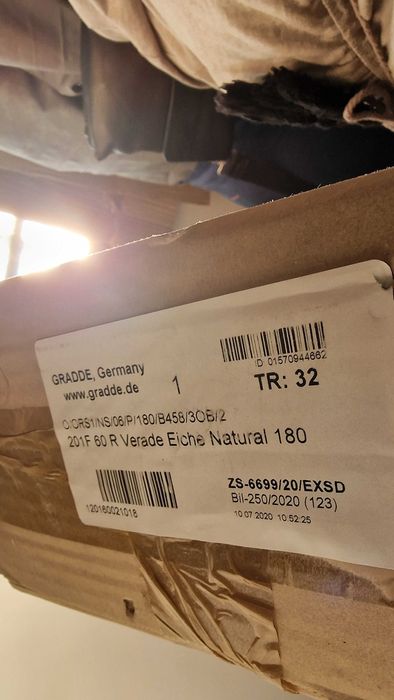 GRADDE, Germany
www.gradde.de
1
ID 01570944662
TR: 32
O/ORS1/NS/06/P/180/B458/3OB/2
201F 60 R Verade Eiche Natural 180
120160021018
ZS-6699/20/EXSD
Bil-250/2020 (123)
10.07.2020 10:52:25